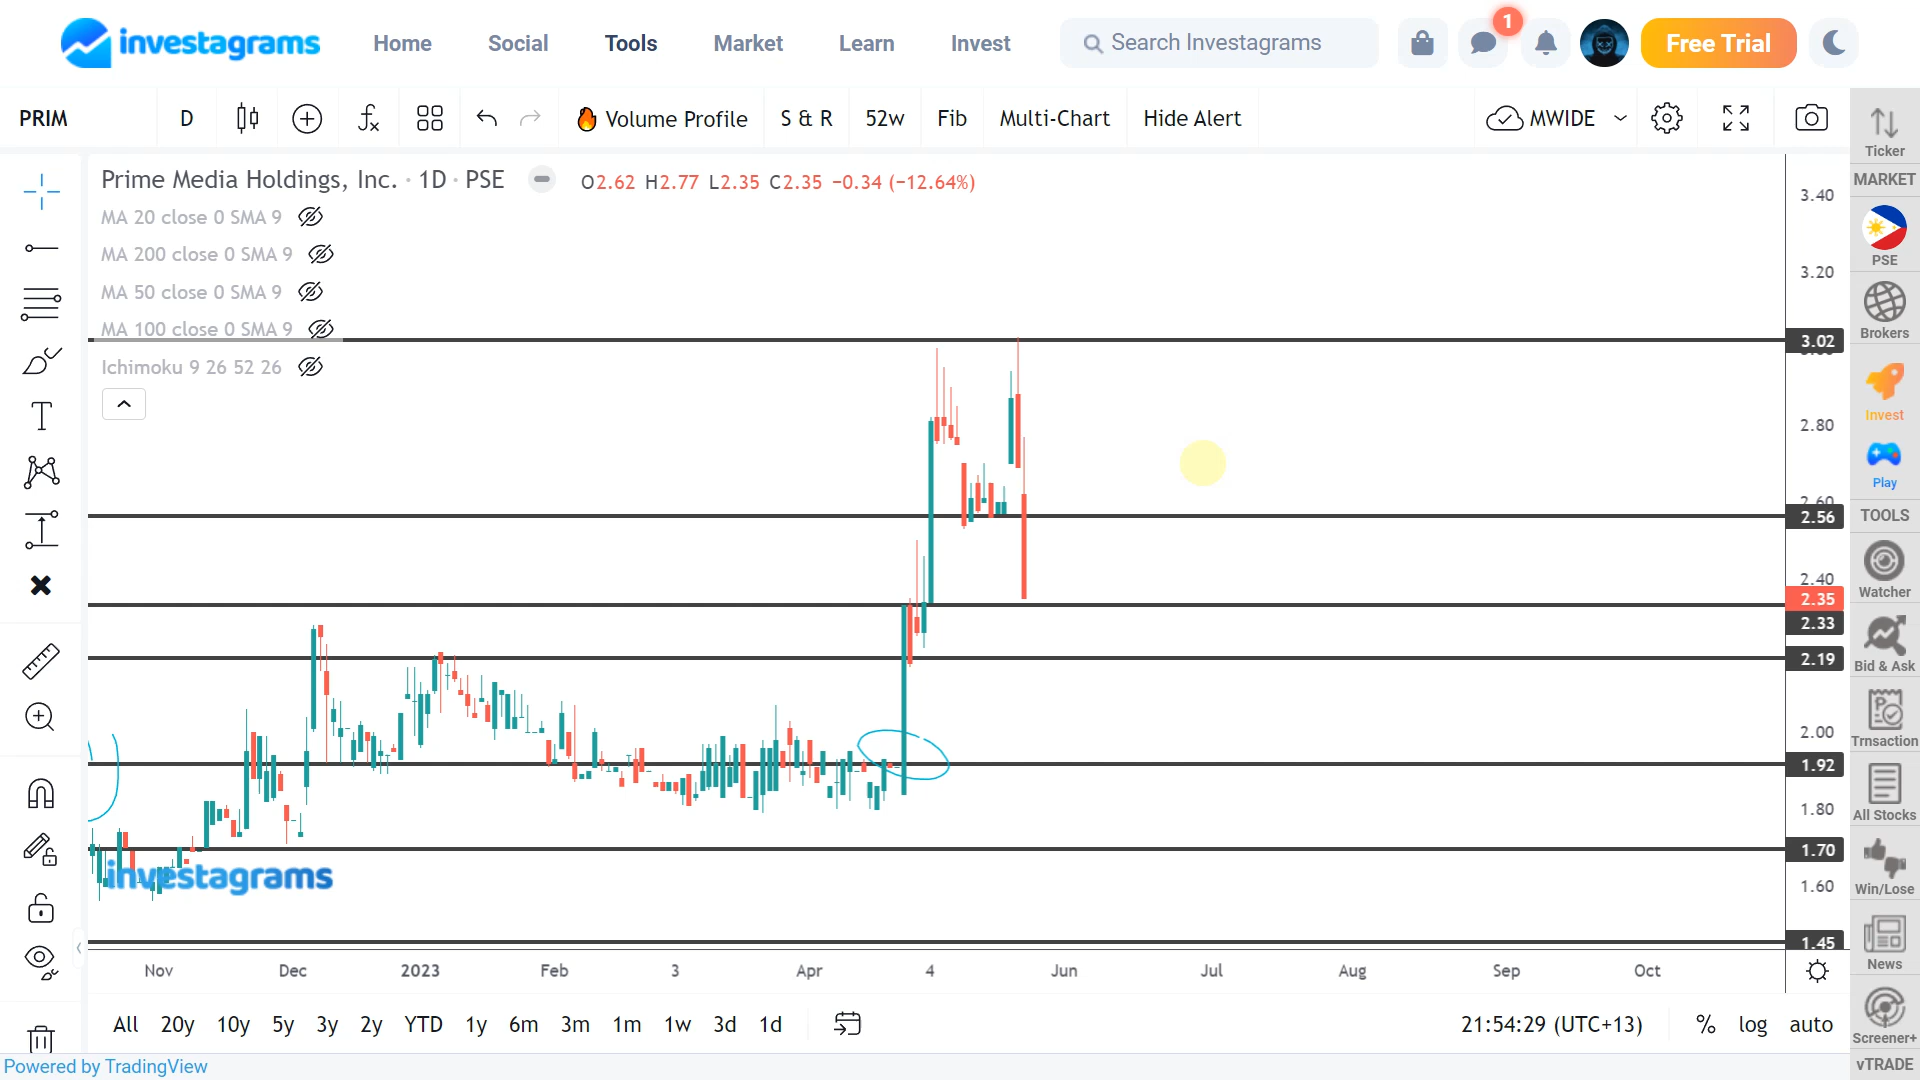 investagrams
Home Social Tools Market Learn Invest
Search Investagrams
1
Free Trial
PRIM D Volume Profile S & R 52w Fib Multi-Chart Hide Alert MWIDE
Prime Media Holdings, Inc. · 1D · PSE O2.62 H2.77 L2.35 C2.35 −0.34 (−12.64%)
MA 20 close 0 SMA 9
MA 200 close 0 SMA 9
MA 50 close 0 SMA 9
MA 100 close 0 SMA 9
Ichimoku 9 26 52 26
3.40
3.20
3.02
2.80
2.60
2.56
2.40
2.35
2.33
2.19
2.00
1.92
1.80
1.70
1.60
1.45
investagrams
Nov Dec 2023 Feb 3 Apr 4 Jun Jul Aug Sep Oct
All 20y 10y 5y 3y 2y YTD 1y 6m 3m 1m 1w 3d 1d 21:54:29 (UTC+13) % log auto
Powered by TradingView
Ticker
MARKET
PSE
Brokers
Invest
Play
TOOLS
Watcher
Bid & Ask
Trnsaction
All Stocks
Win/Lose
News
Screener+
vTRADE